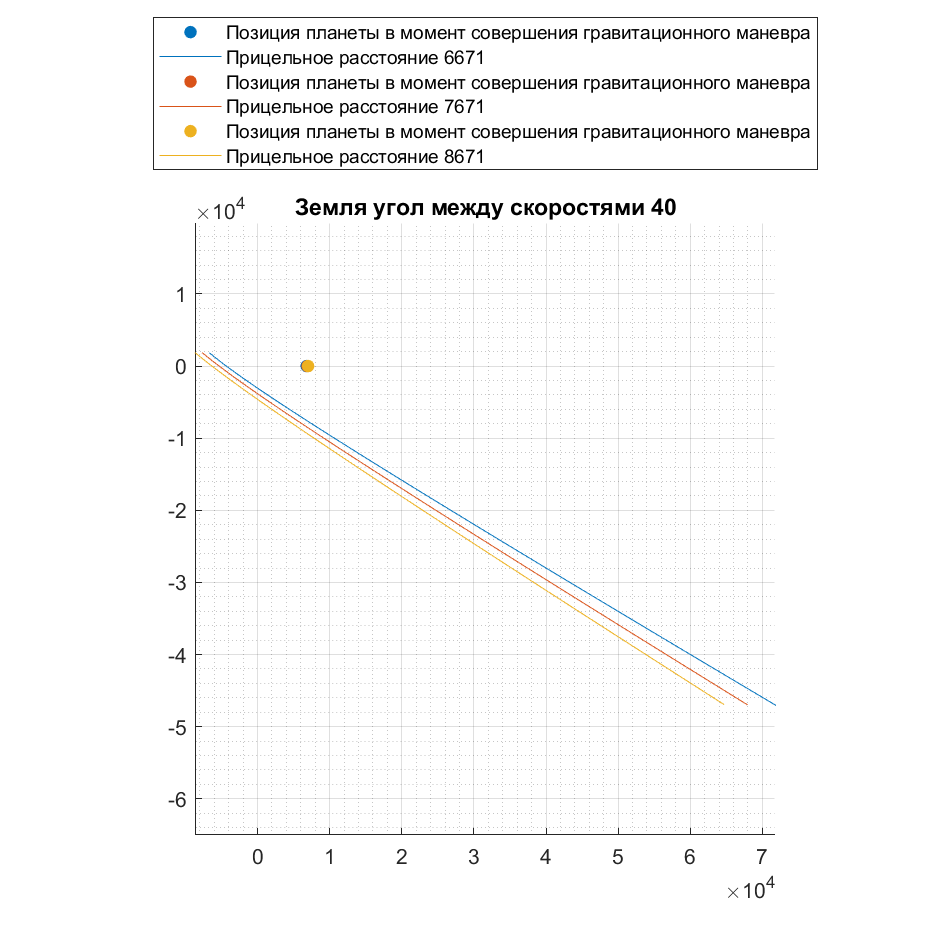 Позиция планеты в момент совершения гравитационного маневра
Прицельное расстояние 6671
Позиция планеты в момент совершения гравитационного маневра
Прицельное расстояние 7671
Позиция планеты в момент совершения гравитационного маневра
Прицельное расстояние 8671
×10⁴ Земля угол между скоростями 40
1
0
-1
-2
-3
-4
-5
-6
0 1 2 3 4 5 6 7
×10⁴